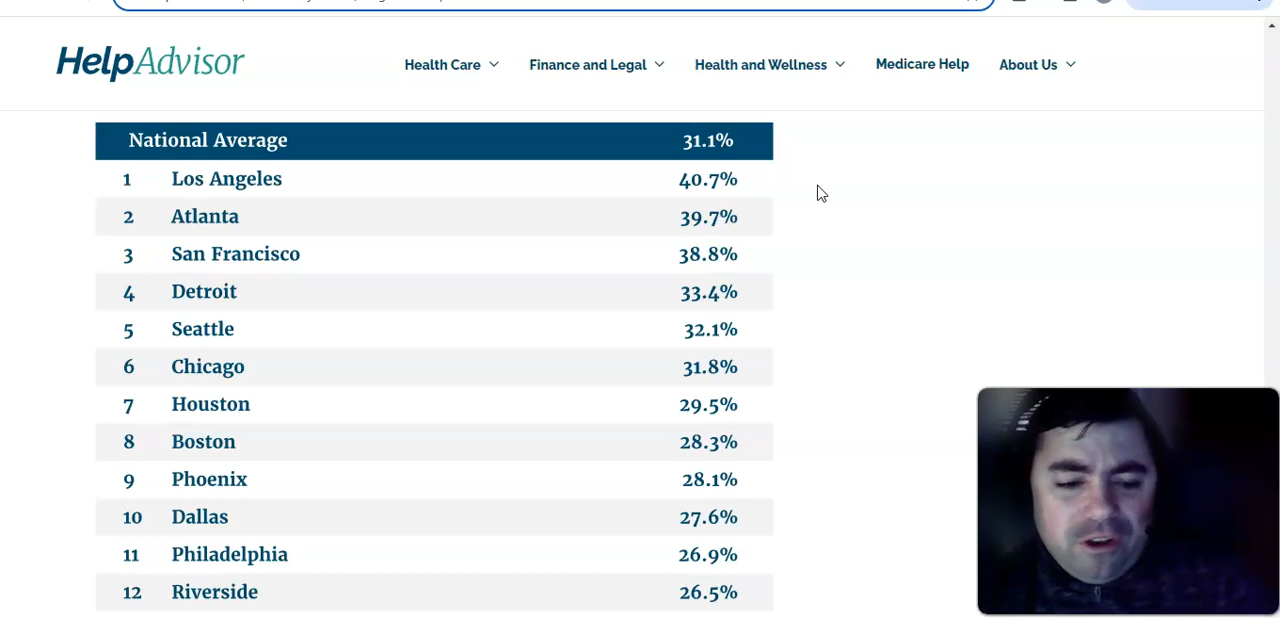 HelpAdvisor
Health Care
Finance and Legal
Health and Wellness
Medicare Help
About Us
National Average 31.1%
1 Los Angeles 40.7%
2 Atlanta 39.7%
3 San Francisco 38.8%
4 Detroit 33.4%
5 Seattle 32.1%
6 Chicago 31.8%
7 Houston 29.5%
8 Boston 28.3%
9 Phoenix 28.1%
10 Dallas 27.6%
11 Philadelphia 26.9%
12 Riverside 26.5%